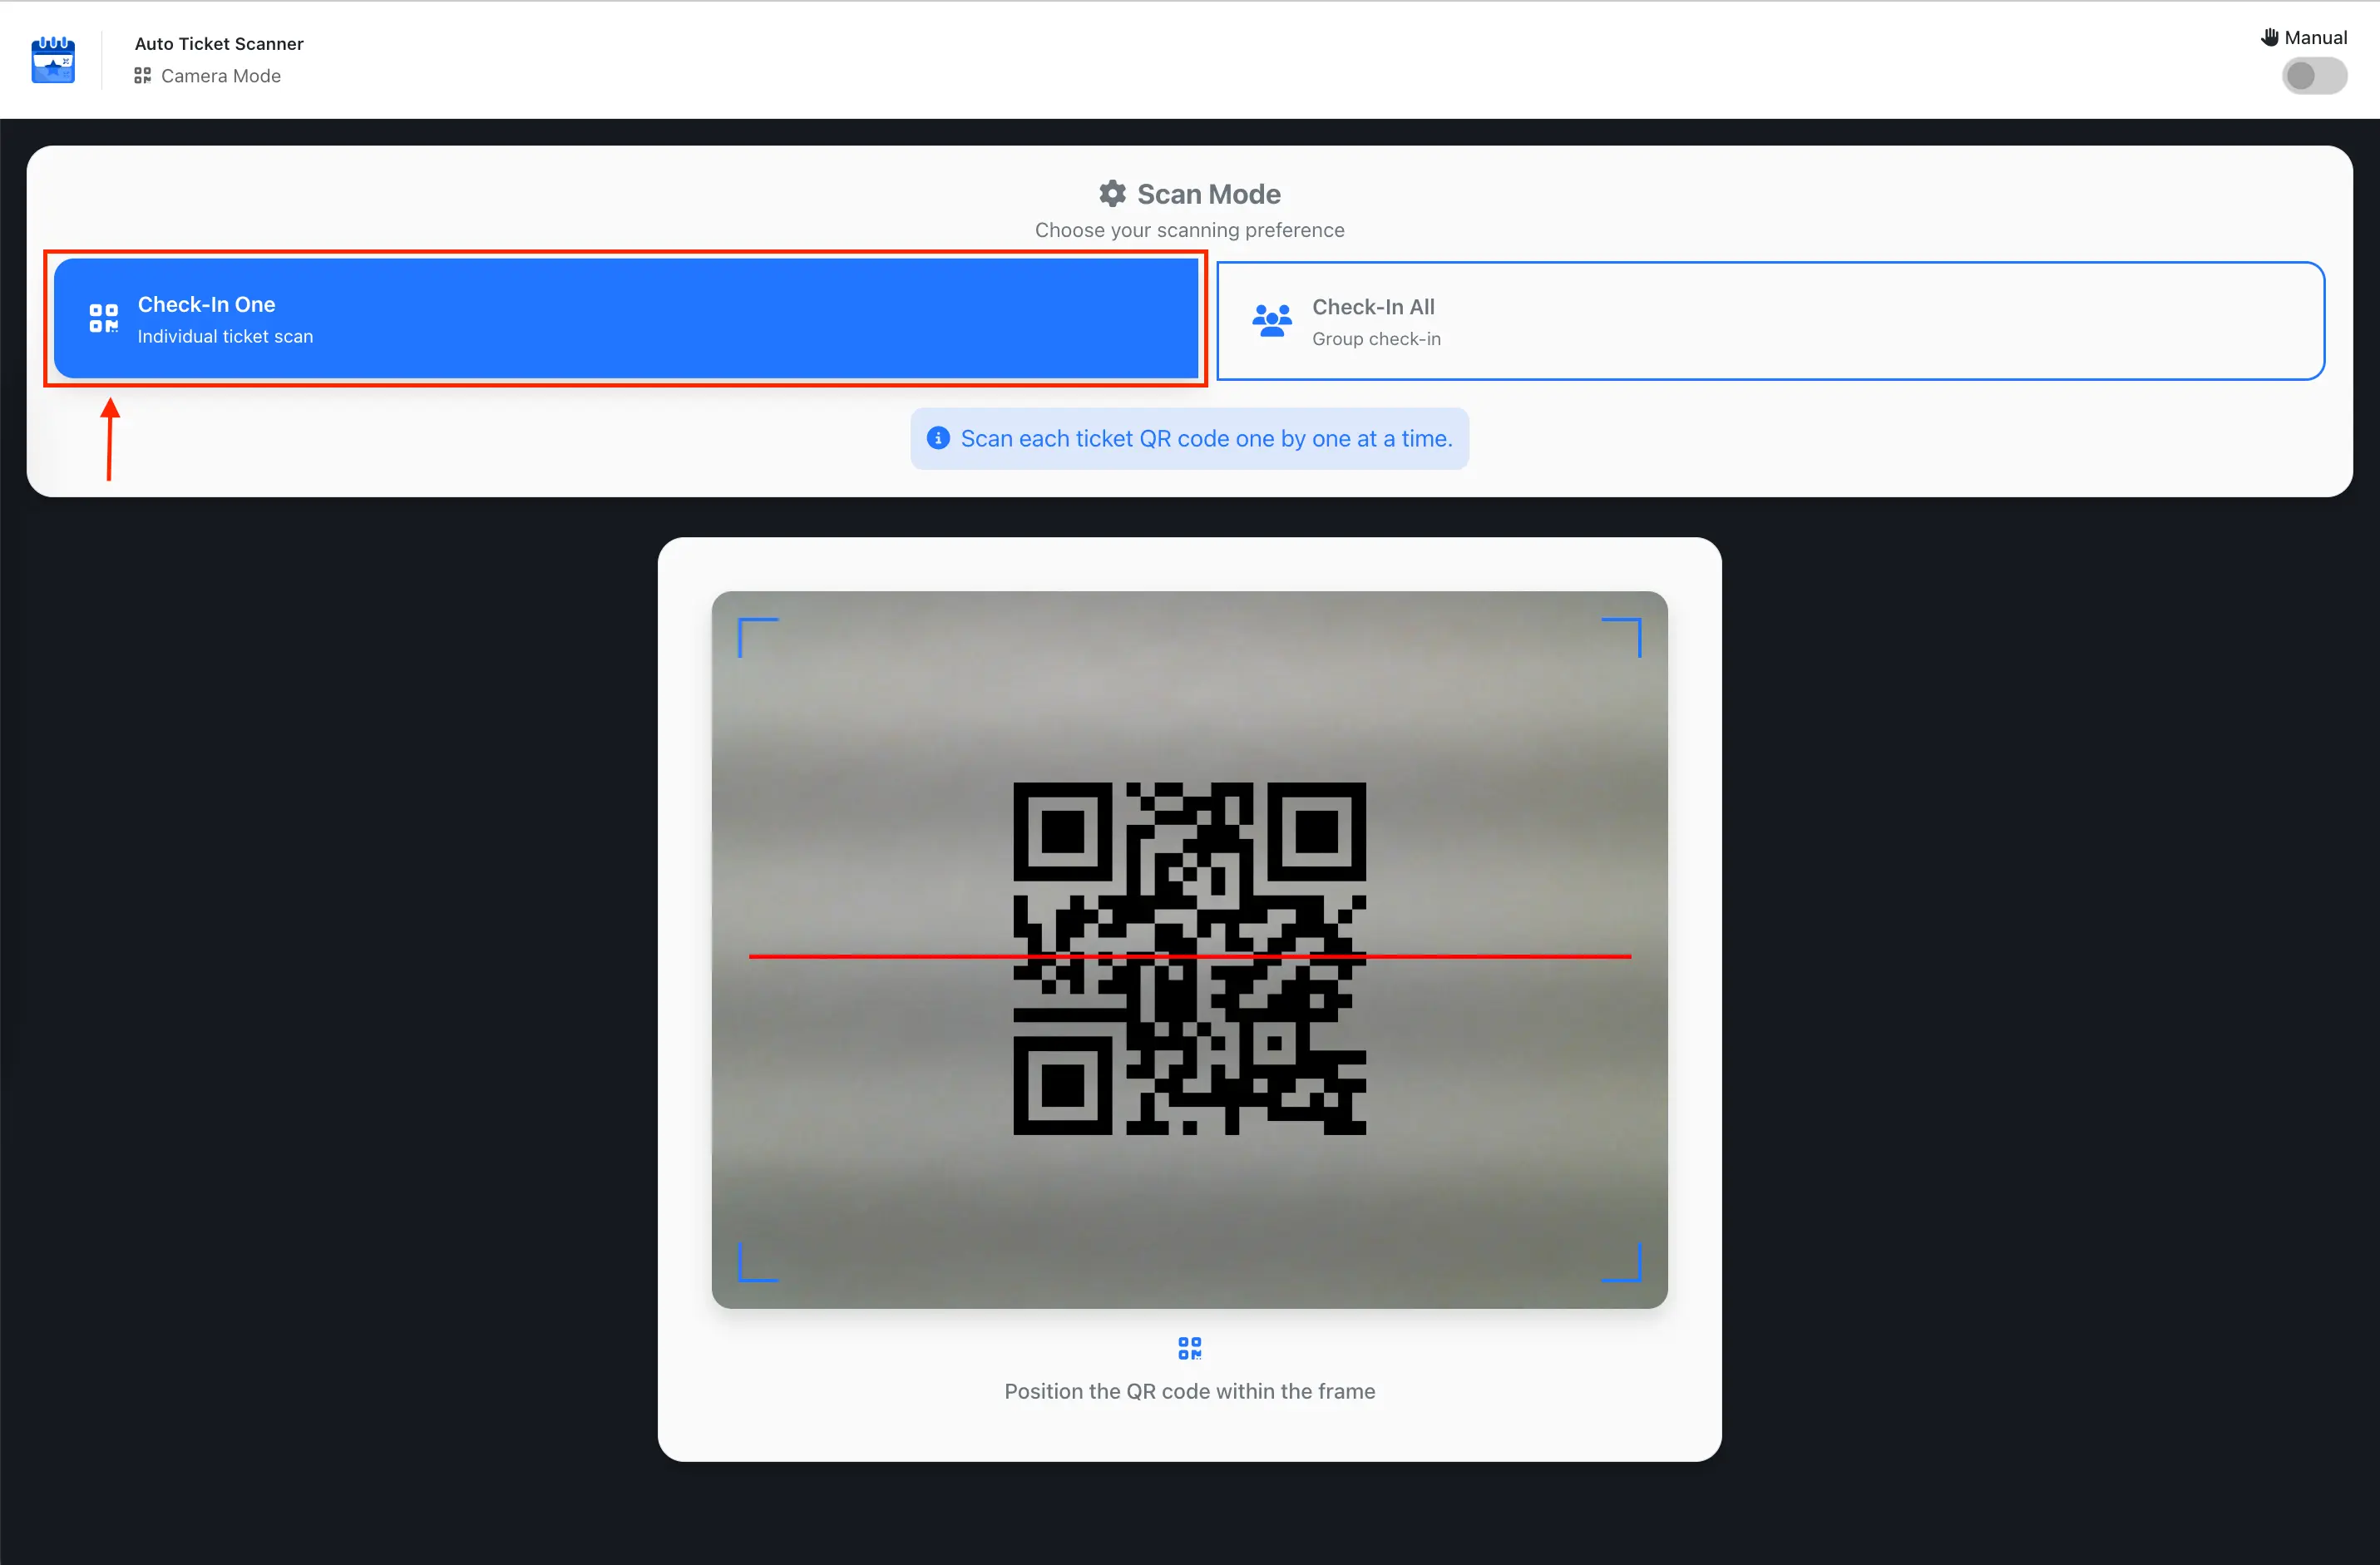 Auto Ticket Scanner
Camera Mode
Manual
Scan Mode
Choose your scanning preference
Check-In One
Individual ticket scan
Check-In All
Group check-in
Scan each ticket QR code one by one at a time.
Position the QR code within the frame